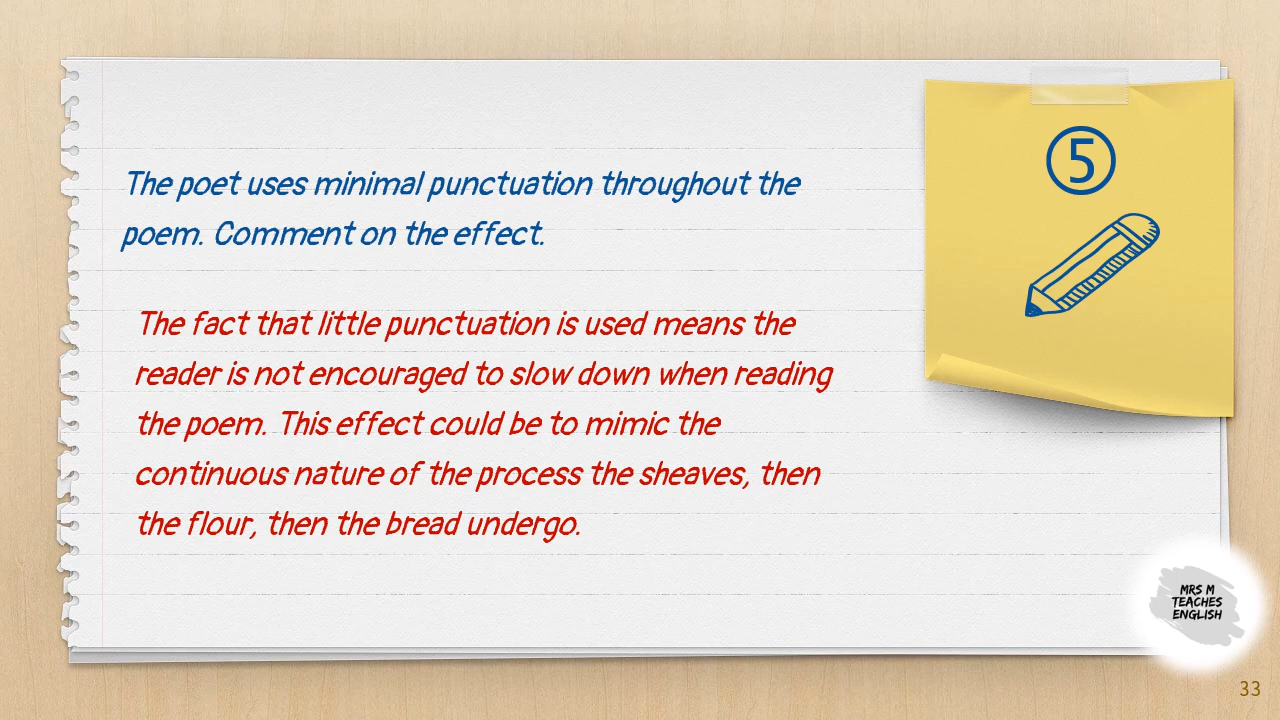 The poet uses minimal punctuation throughout the
poem. Comment on the effect.
The fact that little punctuation is used means the
reader is not encouraged to slow down when reading
the poem. This effect could be to mimic the
continuous nature of the process the sheaves, then
the flour, then the bread undergo.
5
MRS M
TEACHES
ENGLISH
33